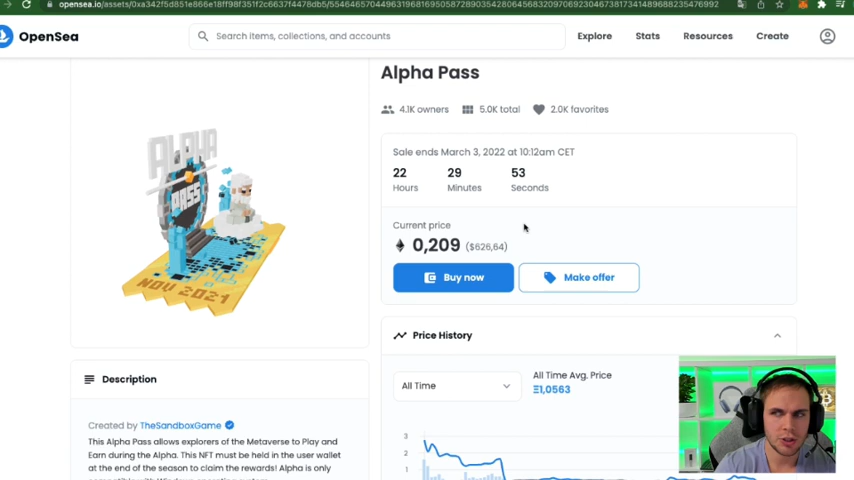 opensea.io/assets/0xa342f5d851e866e18ff98f351f2c6637f4478db5/
OpenSea
Search items, collections, and accounts
Explore
Stats
Resources
Create
Alpha Pass
4.1K owners
5.0K total
2.0K favorites
Sale ends March 3, 2022 at 10:12am CET
22
29
53
Hours
Minutes
Seconds
Current price
0,209 ($626,64)
Buy now
Make offer
ALPHA
PASS
NOV 2021
Price History
All Time
All Time Avg. Price
Ξ1,0563
3
2
1
Description
Created by TheSandboxGame
This Alpha Pass allows explorers of the Metaverse to Play and
Earn during the Alpha. This NFT must be held in the user wallet
at the end of the season to claim the rewards! Alpha is only